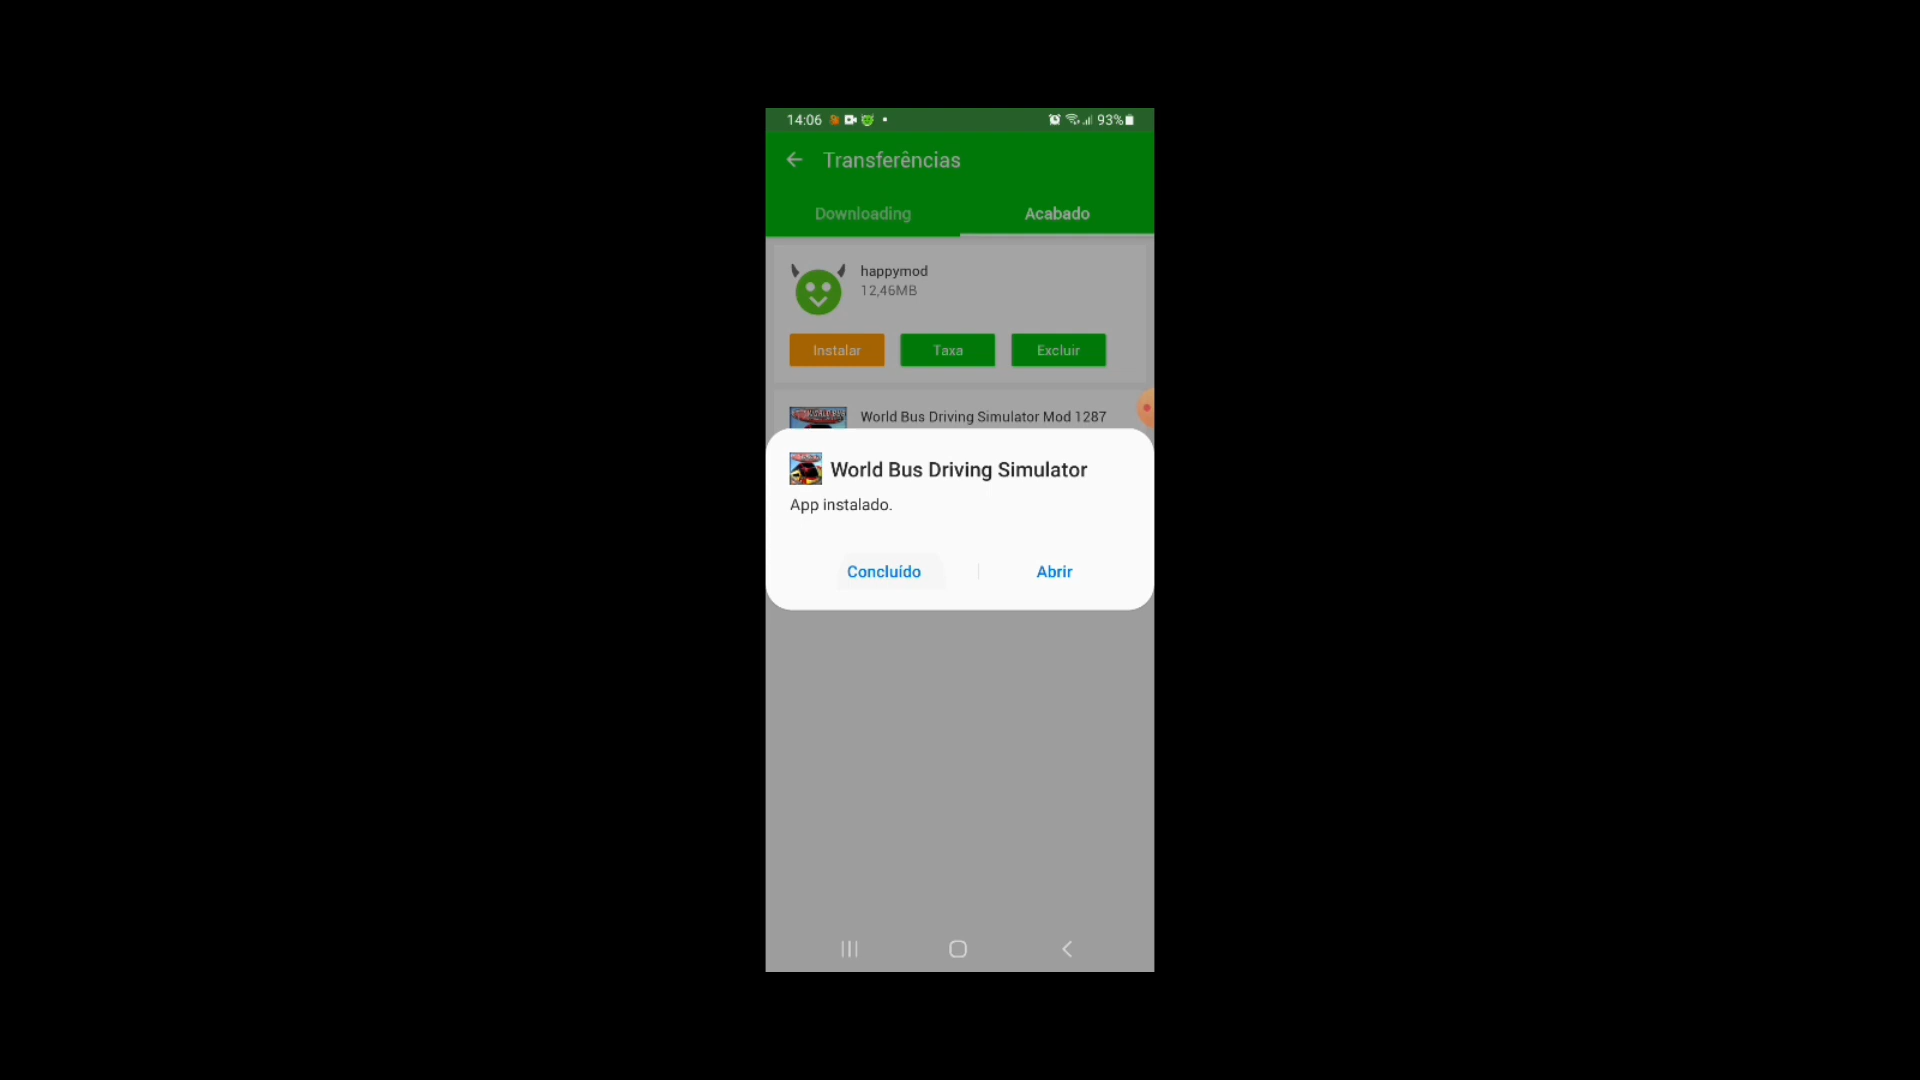 14:06 93%
Transferências
Downloading Acabado
happymod
12,46MB
Instalar Taxa Excluir
World Bus Driving Simulator Mod 1287
World Bus Driving Simulator
App instalado.
Concluído Abrir